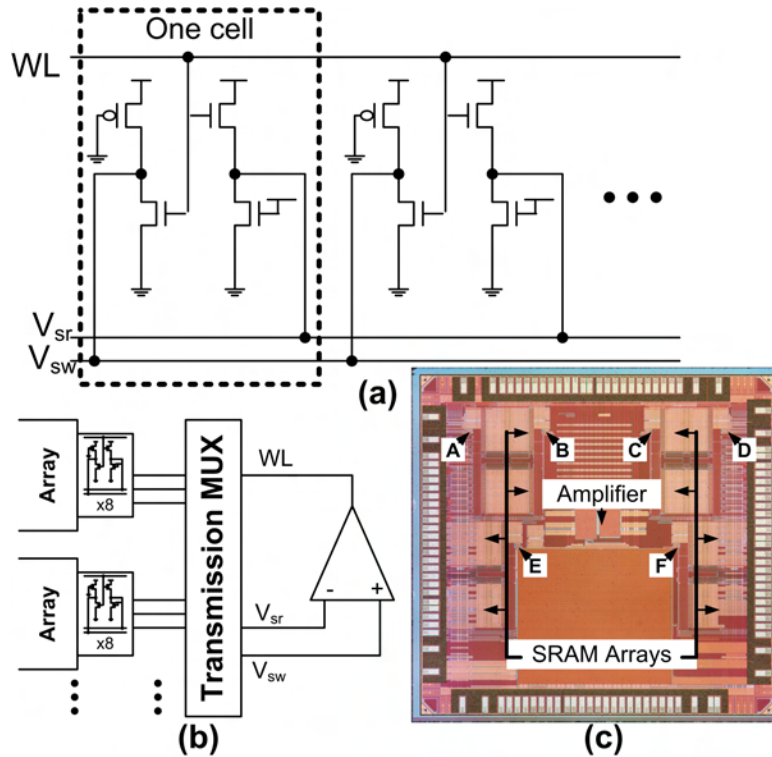 One cell
WL
V_sr
V_sw
(a)
Array
x8
Array
x8
Transmission MUX
WL
V_sr
V_sw
-
+
(b)
A
B
C
D
Amplifier
E
F
SRAM Arrays
(c)